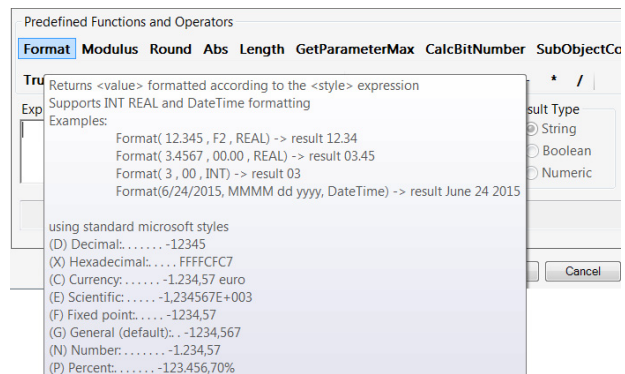 Predefined Functions and Operators
Format Modulus Round Abs Length GetParameterMax CalcBitNumber SubObjectCo
* /
Returns <value> formatted according to the <style> expression
Supports INT REAL and DateTime formatting
Examples:
Format( 12.345 , F2 , REAL) -> result 12.34
Format( 3.4567 , 00.00 , REAL) -> result 03.45
Format( 3 , 00 , INT) -> result 03
Format(6/24/2015, MMMM dd yyyy, DateTime) -> result June 24 2015
using standard microsoft styles
(D) Decimal:. . . . . . . -12345
(X) Hexadecimal:. . . . . FFFFCFC7
(C) Currency:. . . . . . -1.234,57 euro
(E) Scientific:. . . . . -1,234567E+003
(F) Fixed point:. . . . . -1234,57
(G) General (default):. . -1234,567
(N) Number:. . . . . . . -1.234,57
(P) Percent:. . . . . . . -123.456,70%
Type
String
Boolean
Numeric
Cancel